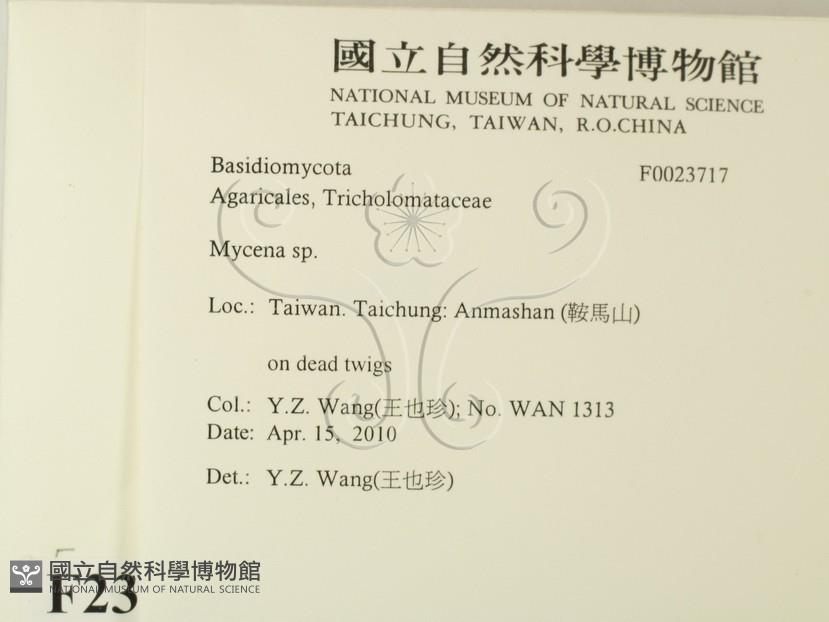 國立自然科學博物館
NATIONAL MUSEUM OF NATURAL SCIENCE
TAICHUNG, TAIWAN, R.O.CHINA
Basidiomycota F0023717
Agaricales, Tricholomataceae
Mycena sp.
Loc.: Taiwan. Taichung: Anmashan (鞍馬山)
on dead twigs
Col.: Y.Z. Wang(王也珍); No. WAN 1313
Date: Apr. 15, 2010
Det.: Y.Z. Wang(王也珍)
國立自然科學博物館
NATIONAL MUSEUM OF NATURAL SCIENCE
F23